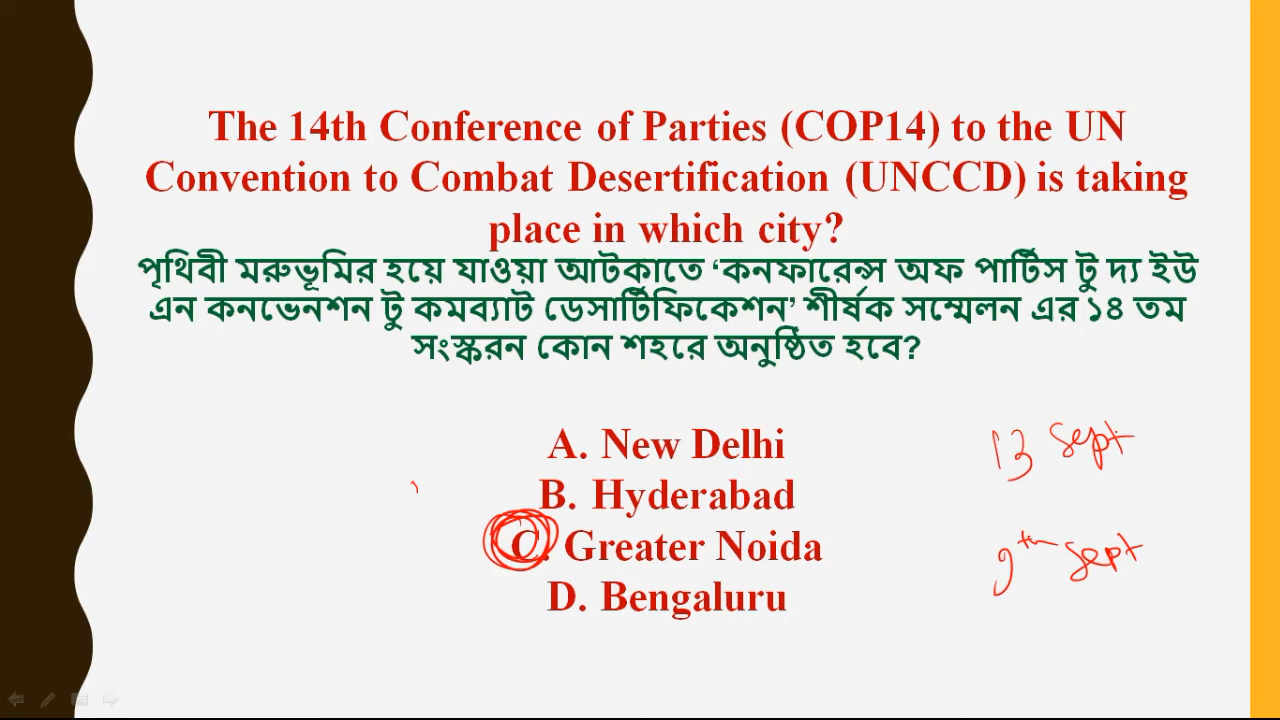 The 14th Conference of Parties (COP14) to the UN
Convention to Combat Desertification (UNCCD) is taking
place in which city?
পৃথিবী মরুভূমির হয়ে যাওয়া আটকাতে ‘কনফারেন্স অফ পার্টিস টু দ্য ইউ
এন কনভেনশন টু কমব্যাট ডেসার্টিফিকেশন’ শীর্ষক সম্মেলন এর ১৪ তম
সংস্করন কোন শহরে অনুষ্ঠিত হবে?
A. New Delhi
13 Sept
B. Hyderabad
C. Greater Noida
9th Sept
D. Bengaluru